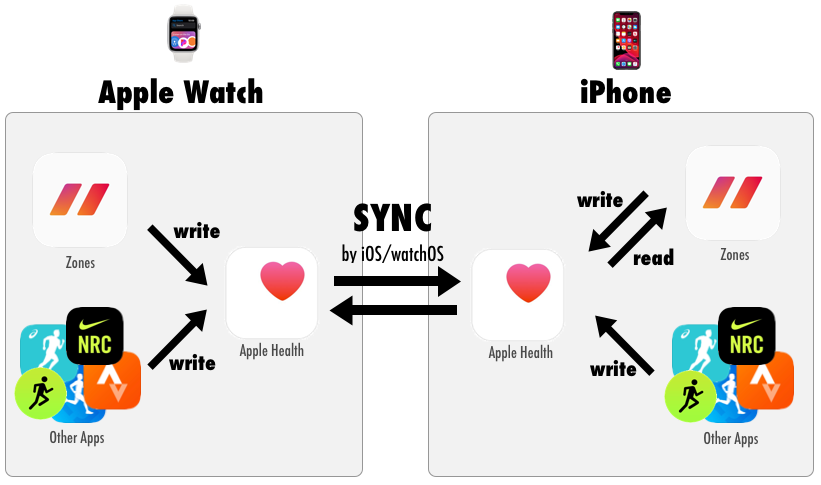 Apple Watch
iPhone
Zones
write
write
Apple Health
NRC
Other Apps
SYNC
by iOS/watchOS
write
read
Zones
Apple Health
write
NRC
Other Apps